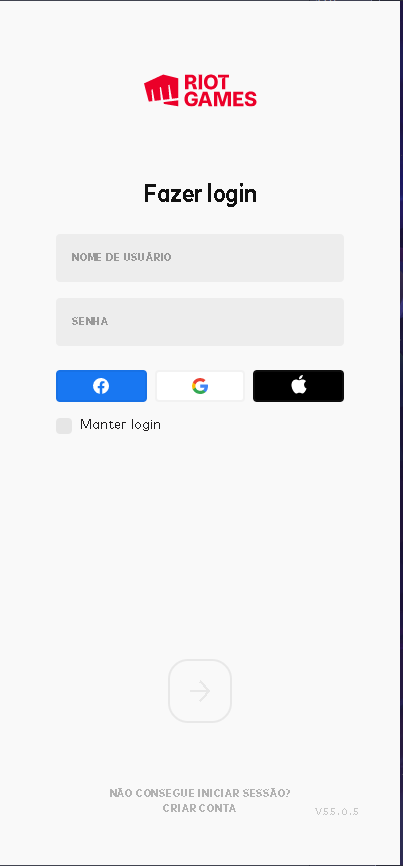 RIOT
GAMES
Fazer login
NOME DE USUÁRIO
SENHA
Manter login
NÃO CONSEGUE INICIAR SESSÃO?
CRIAR CONTA
V55.0.5